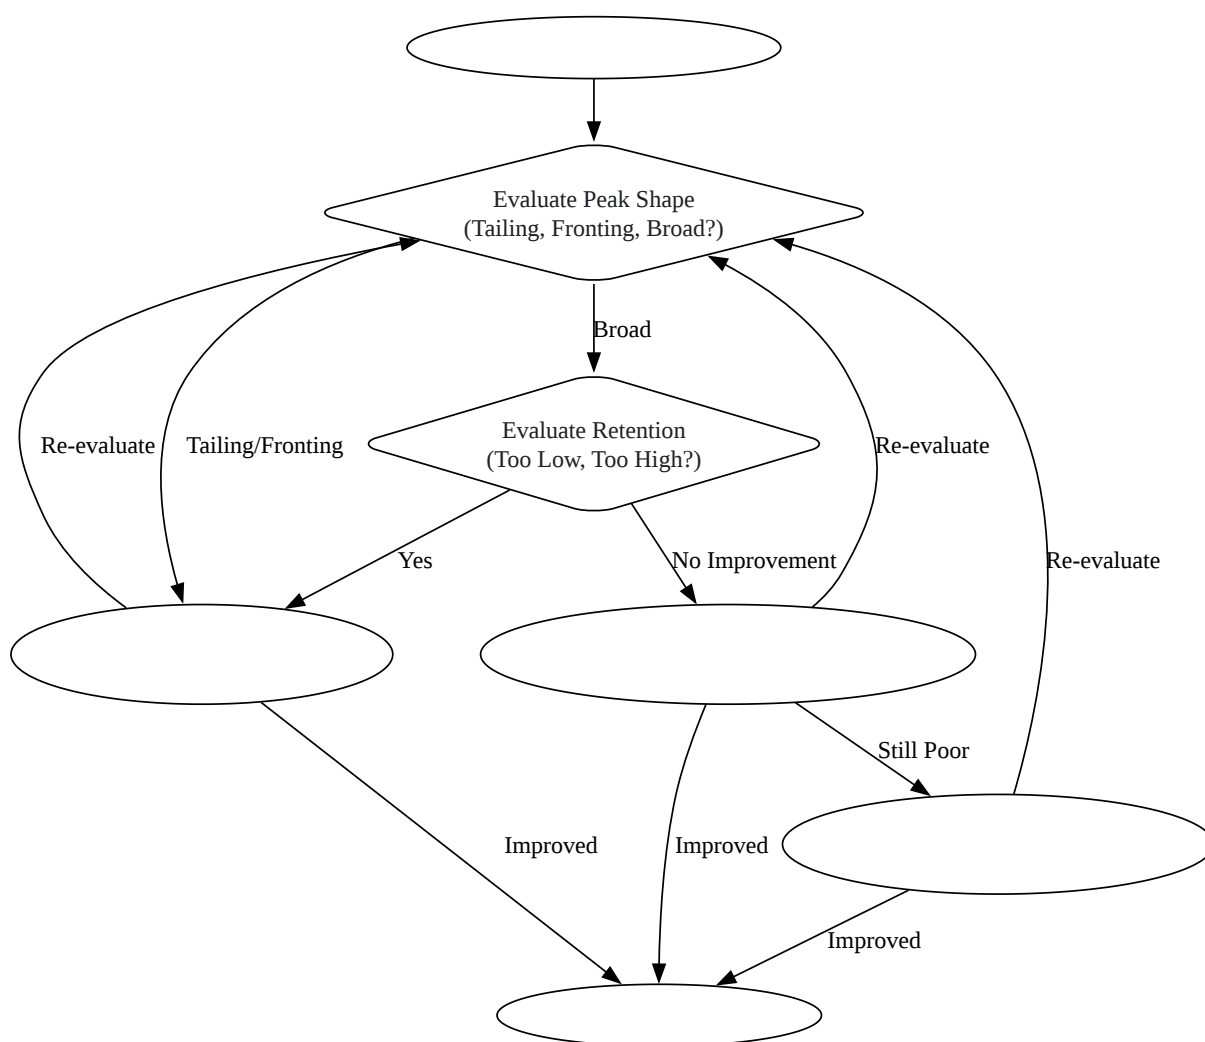 Evaluate Peak Shape
(Tailing, Fronting, Broad?)
Broad
Evaluate Retention
(Too Low, Too High?)
Re-evaluate
Tailing/Fronting
Re-evaluate
Yes
No Improvement
Re-evaluate
Still Poor
Improved
Improved
Improved